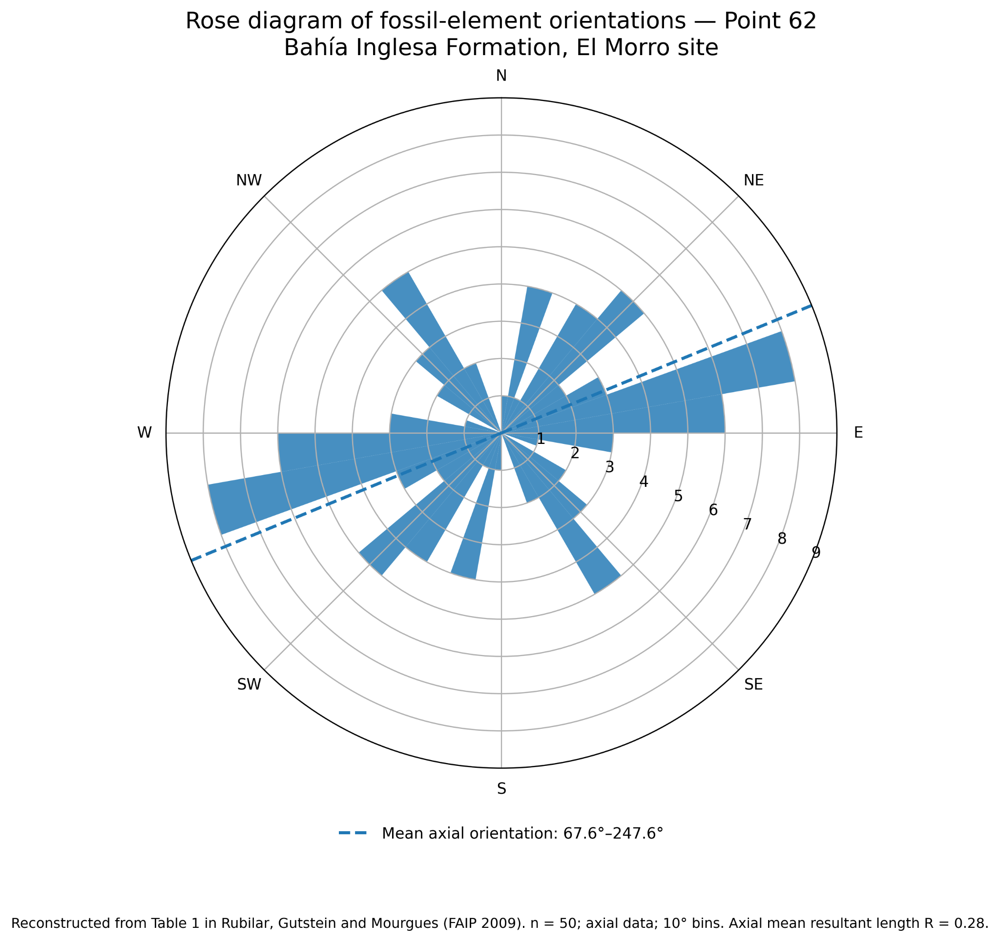 Rose diagram of fossil-element orientations — Point 62
Bahía Inglesa Formation, El Morro site
N
NW
NE
W
E
1
2
3
4
5
6
7
8
9
SW
SE
S
Mean axial orientation: 67.6°–247.6°
Reconstructed from Table 1 in Rubilar, Gutstein and Mourgues (FAIP 2009). n = 50; axial data; 10° bins. Axial mean resultant length R = 0.28.